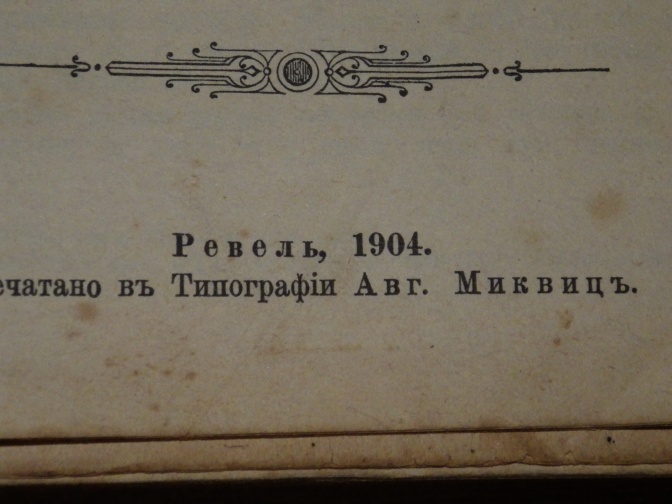 Ревель, 1904.
ечатано въ Типографіи Авг. Миквицъ.